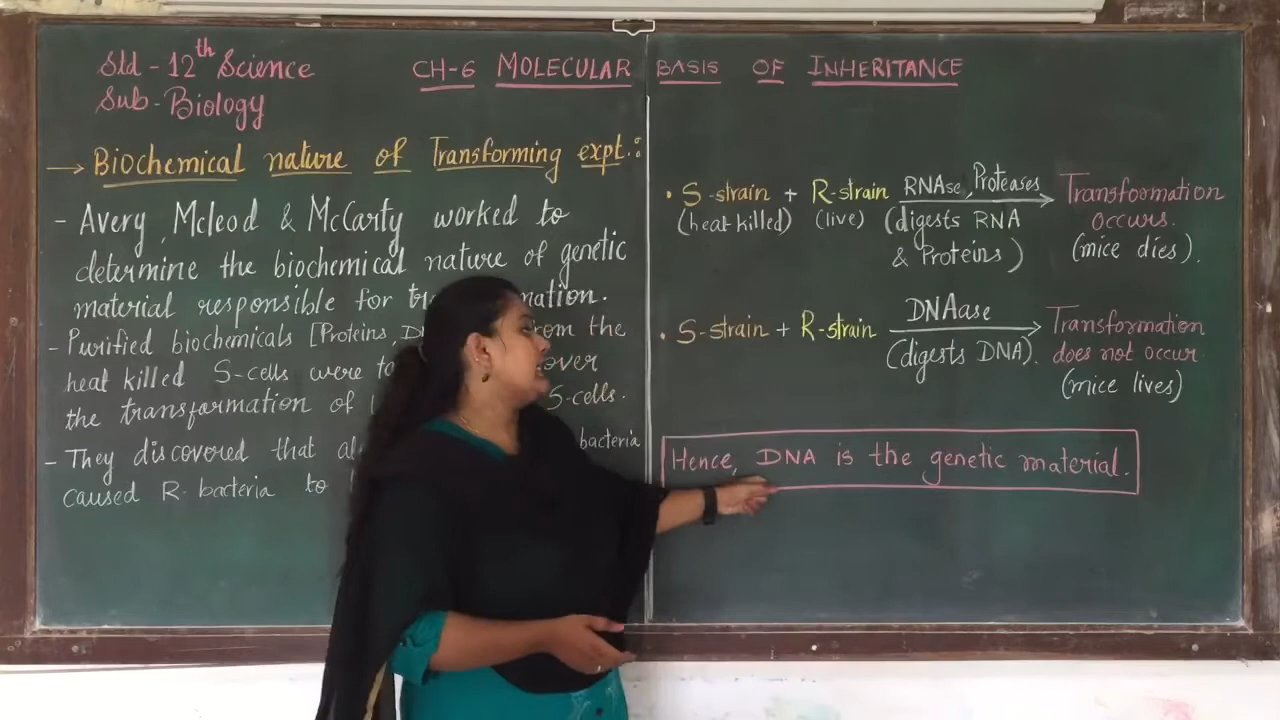 Std - 12th Science
Sub - Biology
CH-6 MOLECULAR BASIS OF INHERITANCE
→ Biochemical nature of Transforming expt.:
- Avery, Mcleod & McCarty worked to
determine the biochemical nature of genetic
material responsible for
- Purified biochemicals [Proteins, from the
heat killed S-cells were over
the transformation of S-cells.
- They discovered that bacteria
caused R-bacteria to
• S-strain + R-strain RNAse, Proteases Transformation
(heat killed) (live) (digests RNA occurs.
& Proteins) (mice dies).
• S-strain + R-strain DNAase Transformation
(digests DNA). does not occur.
(mice lives)
Hence, DNA is the genetic material.